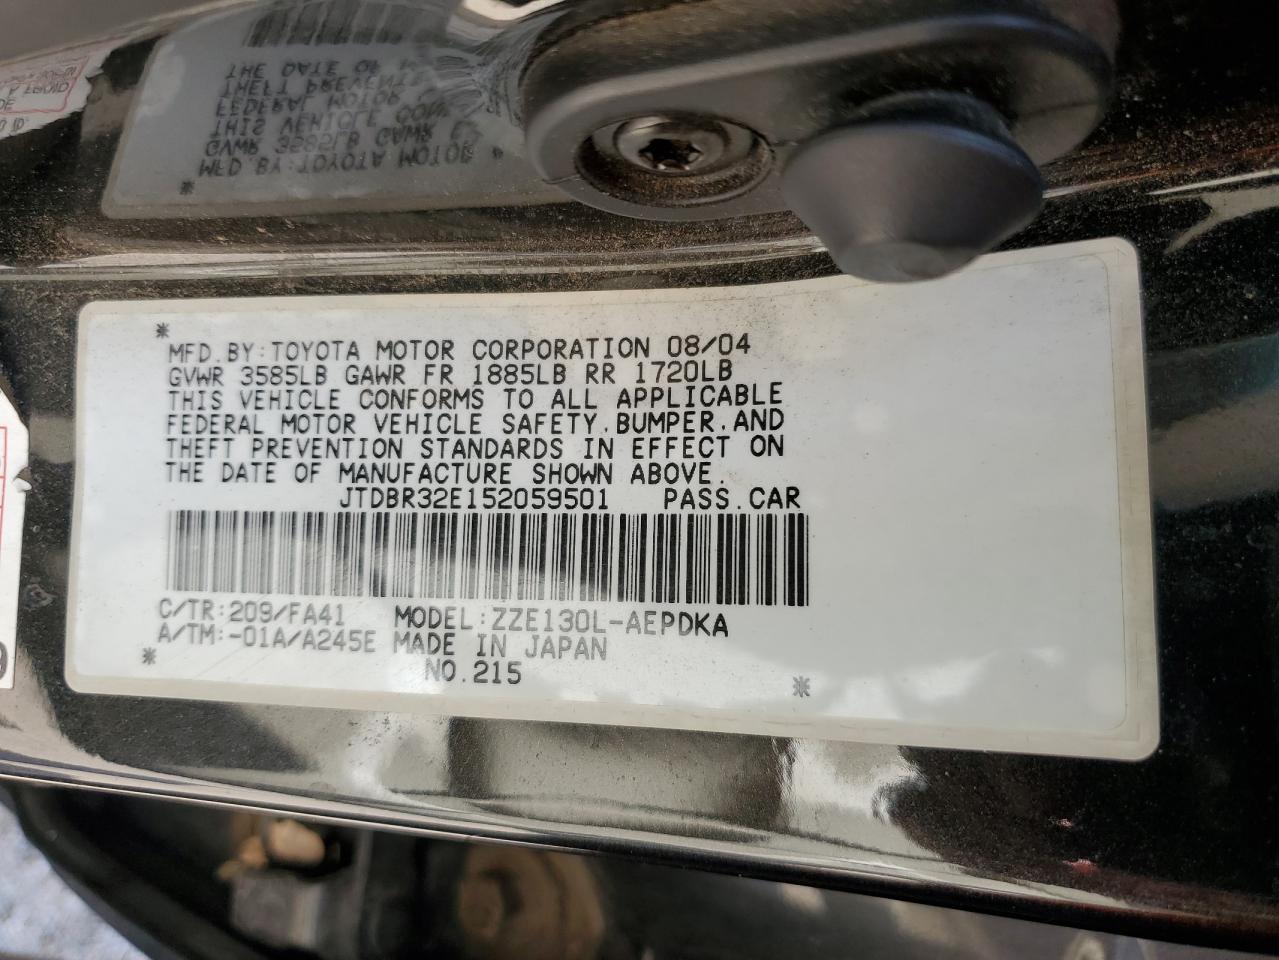 *
MFD.BY:TOYOTA MOTOR CORPORATION 08/04
GVWR 3585LB GAWR FR 1885LB RR 1720LB
THIS VEHICLE CONFORMS TO ALL APPLICABLE
FEDERAL MOTOR VEHICLE SAFETY,BUMPER,AND
THEFT PREVENTION STANDARDS IN EFFECT ON
THE DATE OF MANUFACTURE SHOWN ABOVE.
JTDBR32E152059501 PASS.CAR
C/TR:209/FA41 MODEL:ZZE130L-AEPDKA
A/TM:-01A/A245E MADE IN JAPAN
* NO.215 *